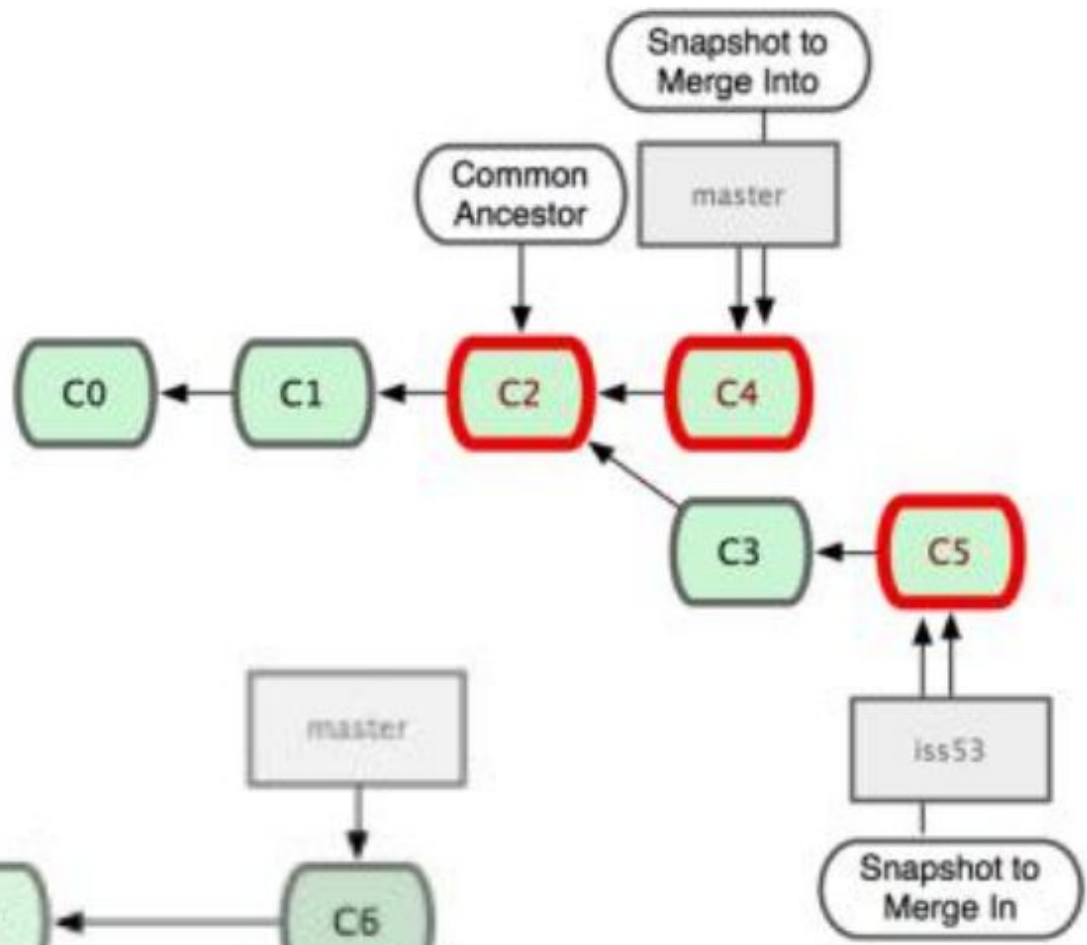 Snapshot to
Merge Into
Common
Ancestor
master
C0
C1
C2
C4
C3
C5
master
iss53
Snapshot to
Merge In
C6